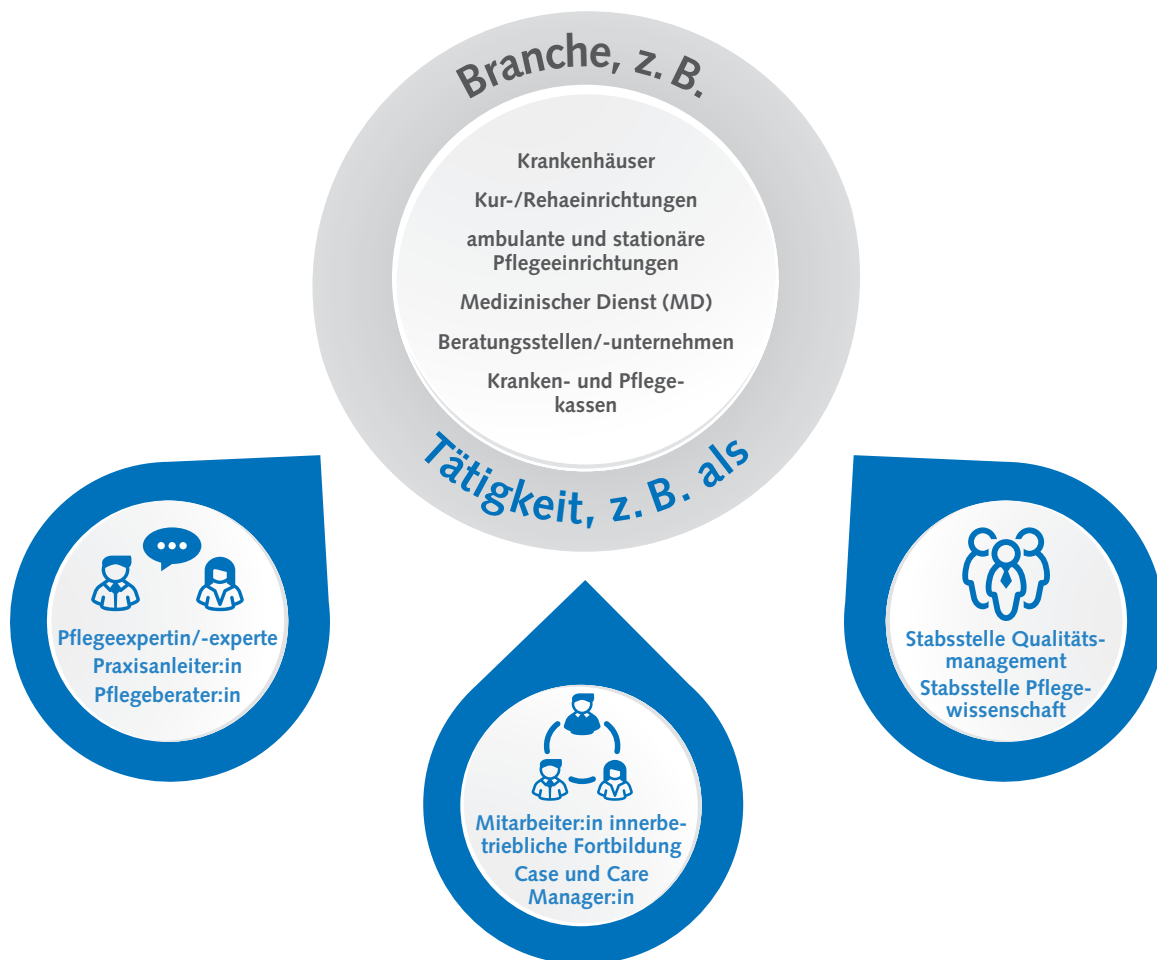 Branche, z. B.
Krankenhäuser
Kur-/Rehaeinrichtungen
ambulante und stationäre
Pflegeeinrichtungen
Medizinischer Dienst (MD)
Beratungsstellen/-unternehmen
Kranken- und Pflege-
kassen
Tätigkeit, z. B. als
Pflegeexpertin/-experte
Praxisanleiter:in
Pflegeberater:in
Mitarbeiter:in innerbe-
triebliche Fortbildung
Case und Care
Manager:in
Stabsstelle Qualitäts-
management
Stabsstelle Pflege-
wissenschaft